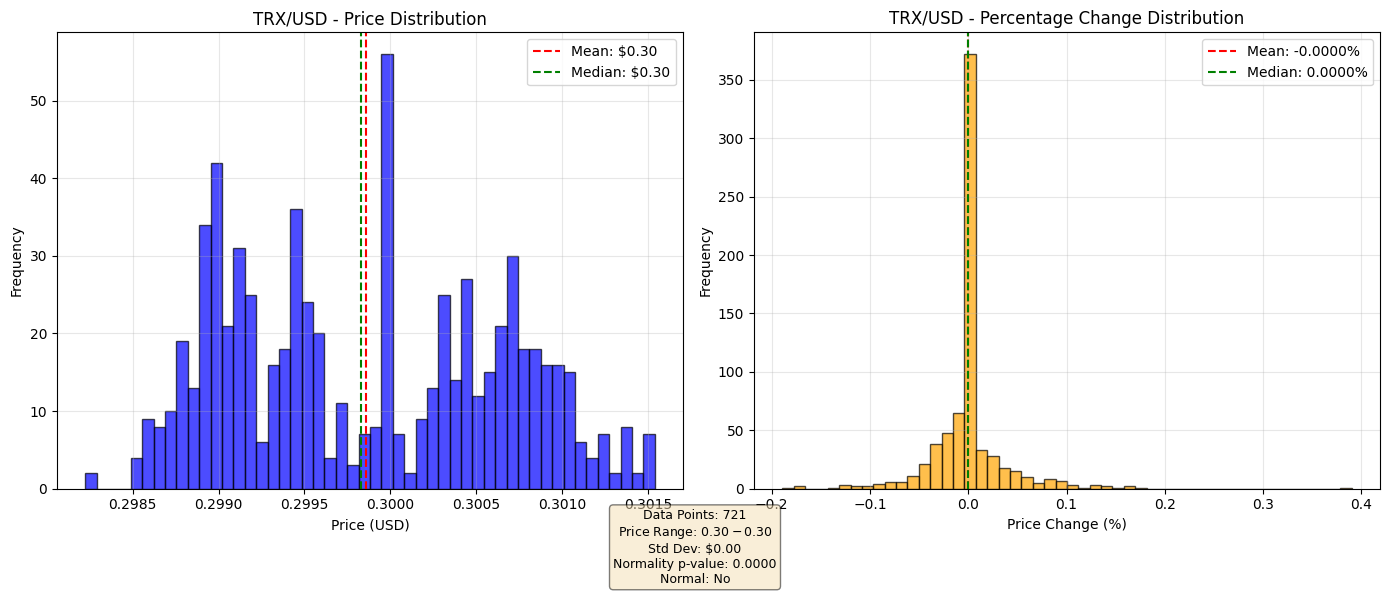 TRX/USD - Price Distribution
Mean: $0.30
Median: $0.30
Frequency
50
40
30
20
10
0
0.2985
0.2990
0.2995
0.3000
0.3005
0.3010
0.3015
Price (USD)
TRX/USD - Percentage Change Distribution
Mean: -0.0000%
Median: 0.0000%
Frequency
350
300
250
200
150
100
50
0
−0.2
−0.1
0.0
0.1
0.2
0.3
0.4
Price Change (%)
Data Points: 721
Price Range: 0.30 − 0.30
Std Dev: $0.00
Normality p-value: 0.0000
Normal: No